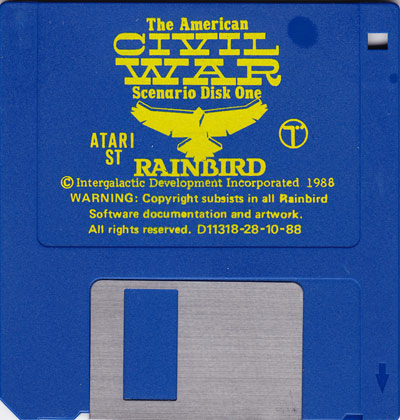 The American
CIVIL
WAR
Scenario Disk One
ATARI
ST
RAINBIRD
© Intergalactic Development Incorporated 1988
WARNING: Copyright subsists in all Rainbird
Software documentation and artwork.
All rights reserved. D11318-28-10-88